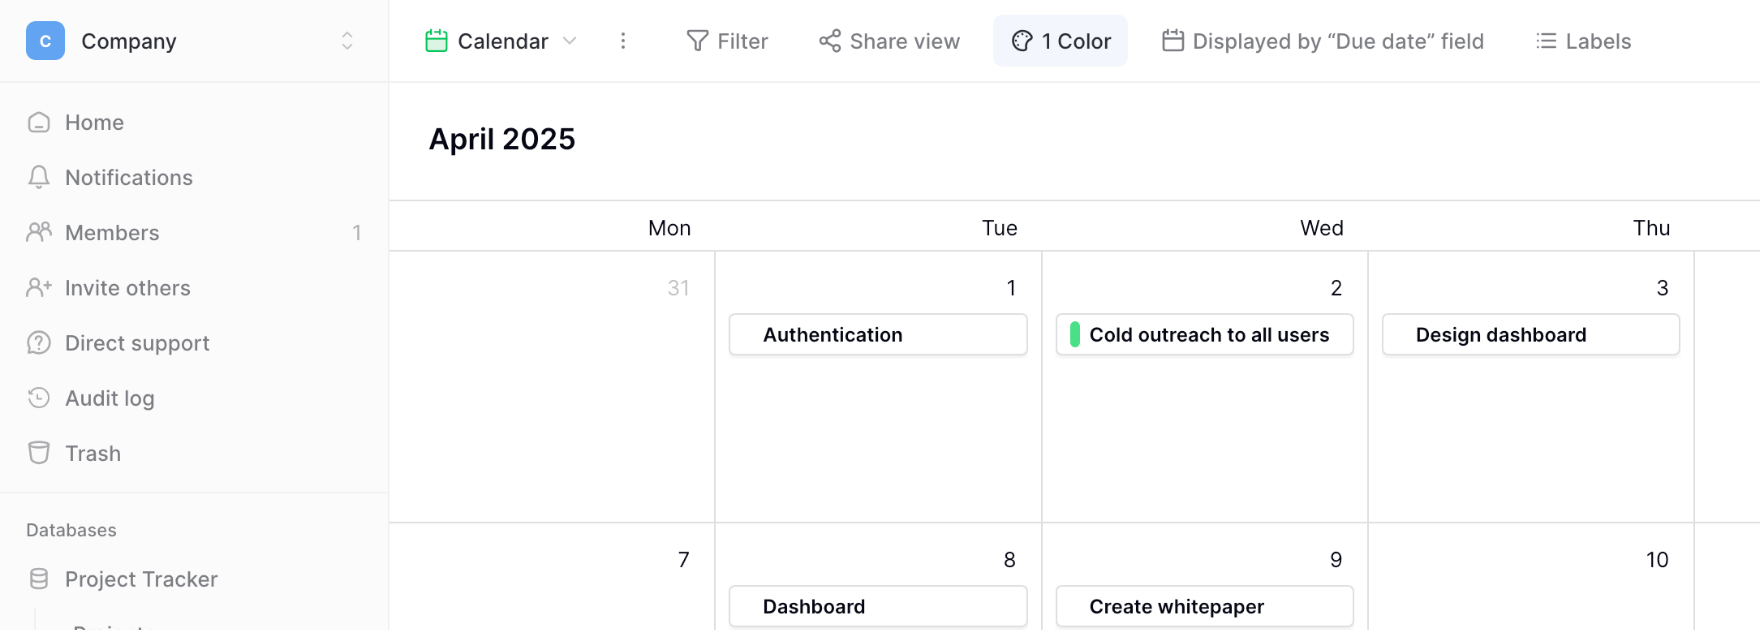 C Company
Calendar
Filter
Share view
1 Color
Displayed by “Due date” field
Labels
Home
Notifications
Members 1
Invite others
Direct support
Audit log
Trash
Databases
Project Tracker
April 2025
Mon Tue Wed Thu
31 1 2 3
Authentication
Cold outreach to all users
Design dashboard
7 8 9 10
Dashboard
Create whitepaper